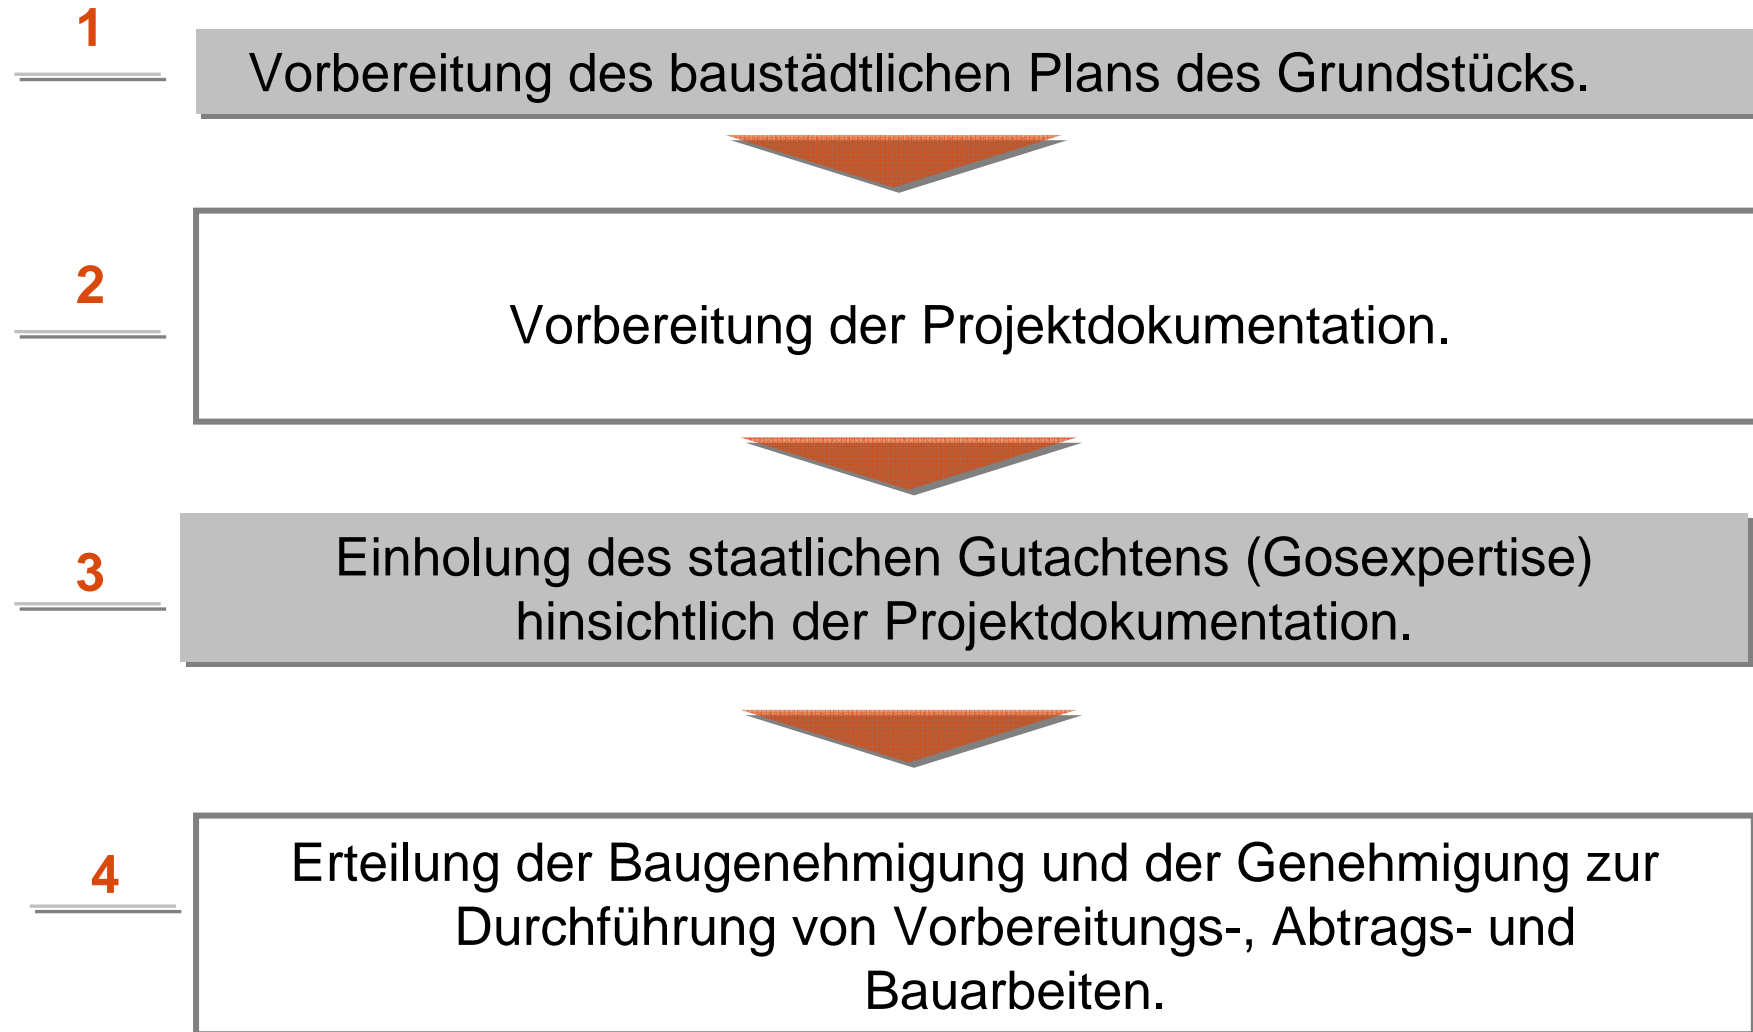 1
Vorbereitung des baustädtlichen Plans des Grundstücks.
2
Vorbereitung der Projektdokumentation.
3
Einholung des staatlichen Gutachtens (Gosexpertise)
hinsichtlich der Projektdokumentation.
4
Erteilung der Baugenehmigung und der Genehmigung zur
Durchführung von Vorbereitungs-, Abtrags- und
Bauarbeiten.